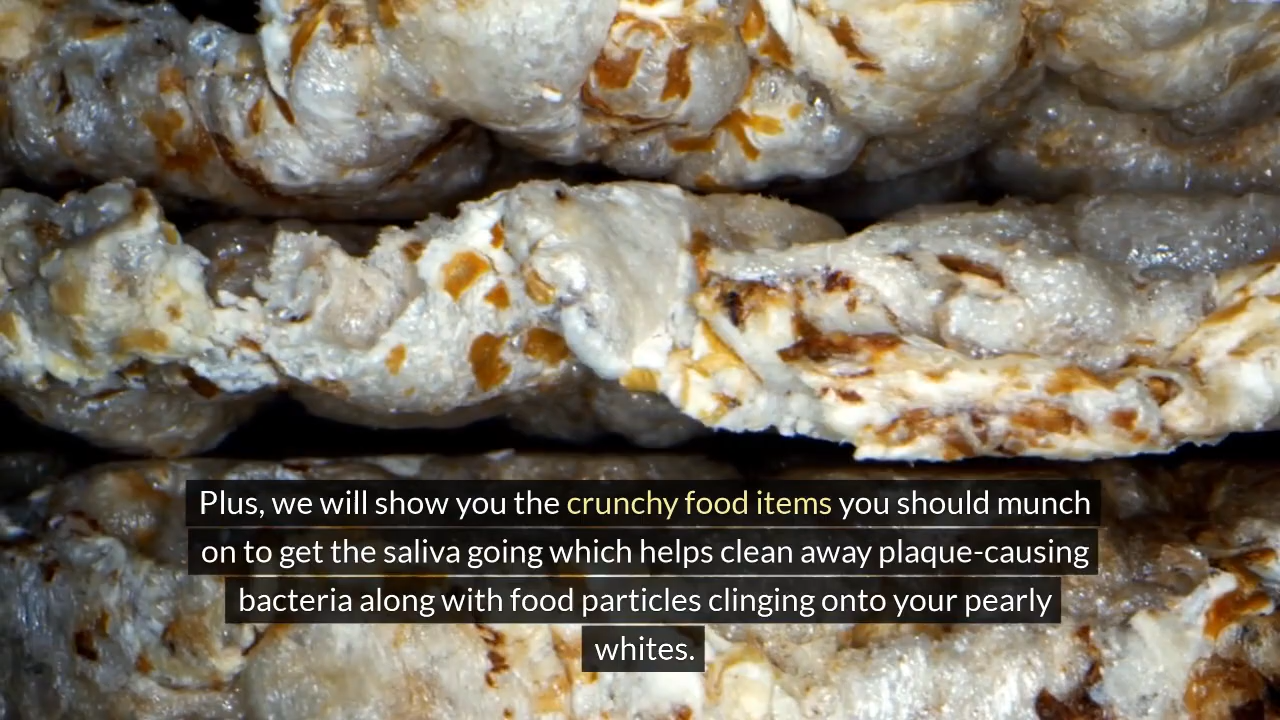 Plus, we will show you the crunchy food items you should munch
on to get the saliva going which helps clean away plaque-causing
bacteria along with food particles clinging onto your pearly
whites.